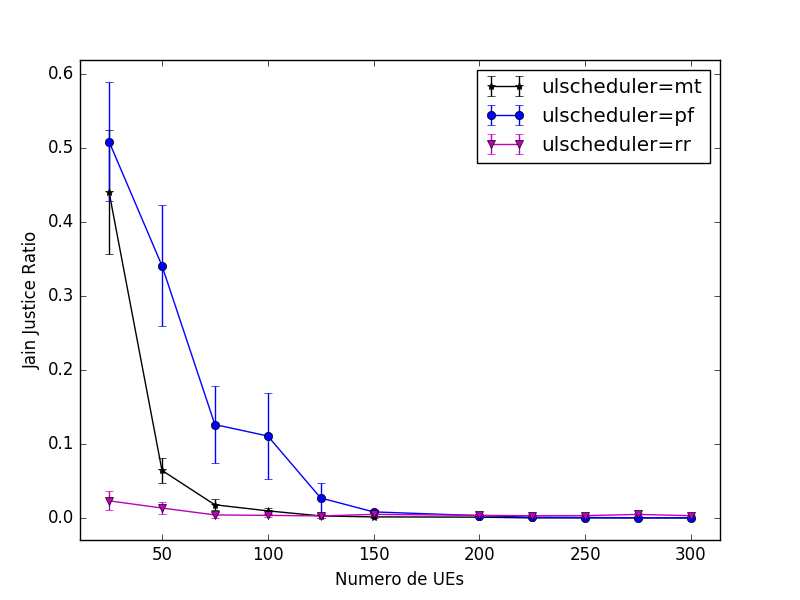 ulscheduler=mt
ulscheduler=pf
ulscheduler=rr
Jain Justice Ratio
0.6
0.5
0.4
0.3
0.2
0.1
0.0
50 100 150 200 250 300
Numero de UEs